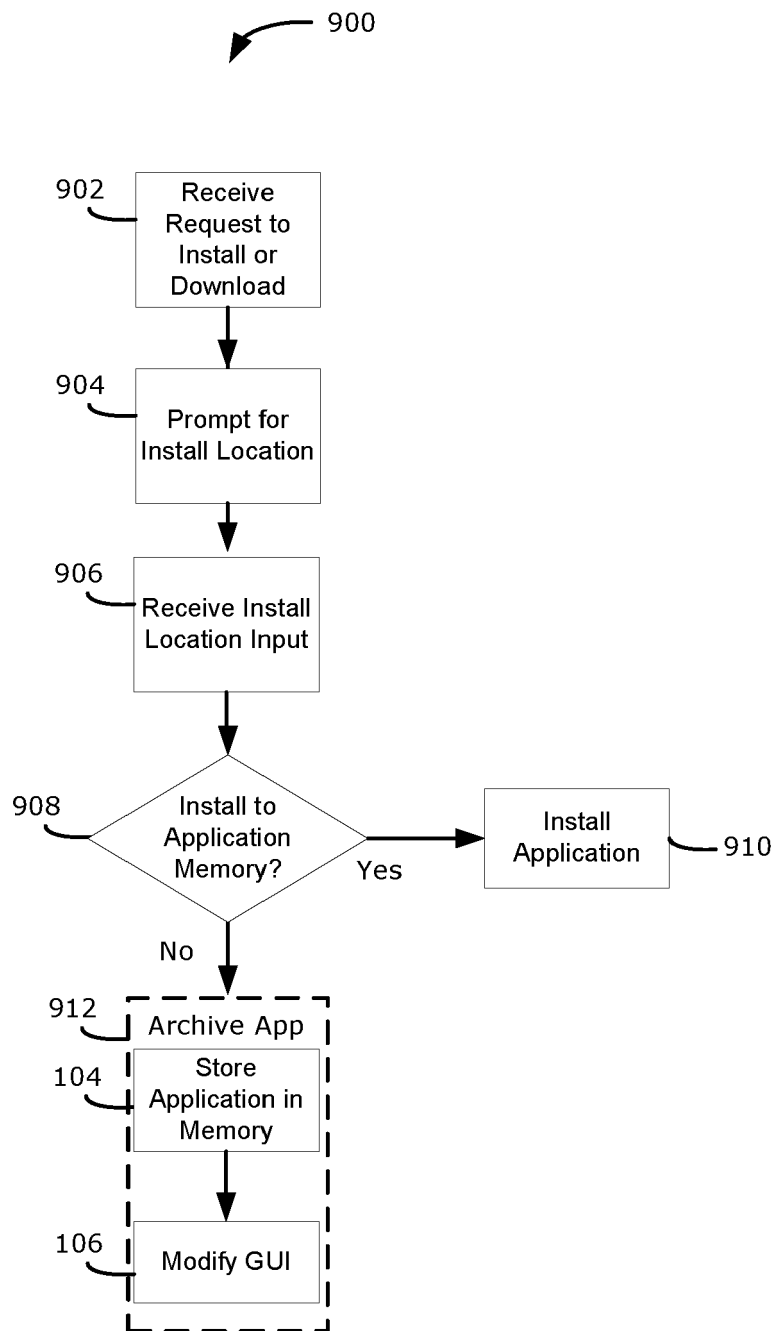 900
902
Receive
Request to
Install or
Download
904
Prompt for
Install Location
906
Receive Install
Location Input
908
Install to
Application
Memory?
Yes
Install
Application
910
No
912
Archive App
104
Store
Application in
Memory
106
Modify GUI